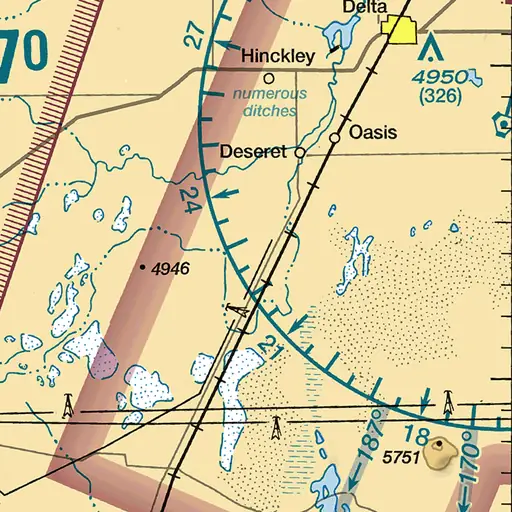 Delta
27
70
Hinckley
4950
(326)
numerous
ditches
Oasis
Deseret
24
4946
21
187°
18
5751
170°